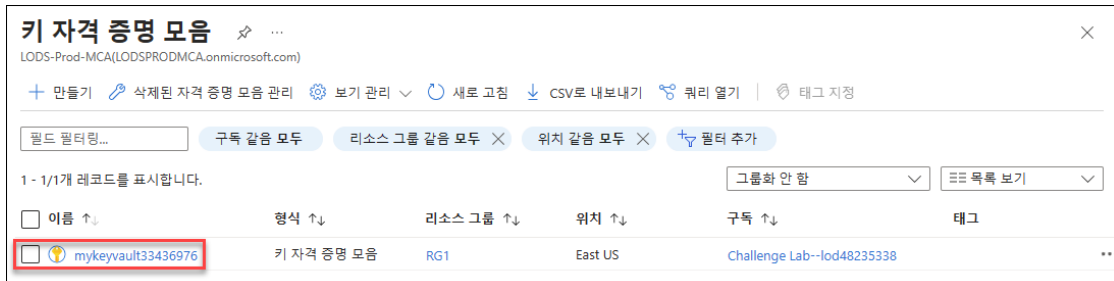 키 자격 증명 모음
LODS-Prod-MCA(LODSPRODMCA.onmicrosoft.com)
만들기 삭제된 자격 증명 모음 관리 보기 관리 새로 고침 CSV로 내보내기 쿼리 열기 태그 지정
필드 필터링... 구독 같음 모두 리소스 그룹 같음 모두 위치 같음 모두 필터 추가
1 - 1/1개 레코드를 표시합니다. 그룹화 안 함 목록 보기
이름 형식 리소스 그룹 위치 구독 태그
mykeyvault33436976 키 자격 증명 모음 RG1 East US Challenge Lab--lod48235338